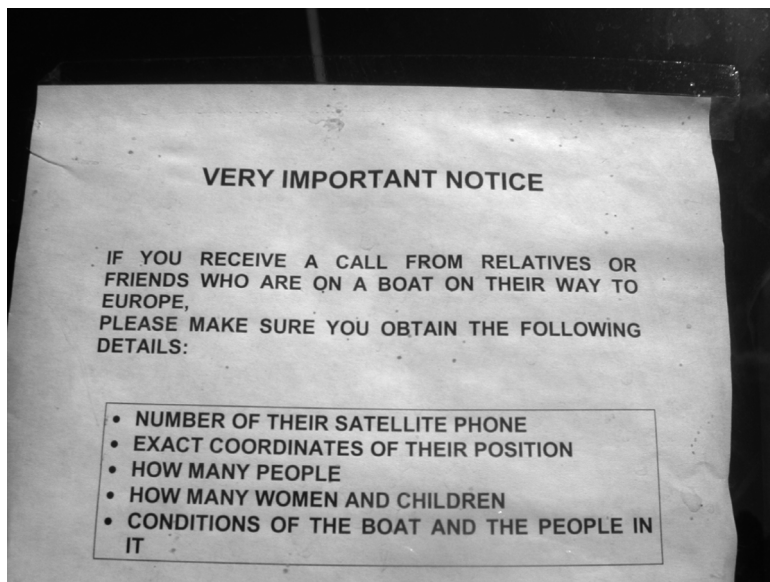 VERY IMPORTANT NOTICE
IF YOU RECEIVE A CALL FROM RELATIVES OR
FRIENDS WHO ARE ON A BOAT ON THEIR WAY TO
EUROPE,
PLEASE MAKE SURE YOU OBTAIN THE FOLLOWING
DETAILS:
• NUMBER OF THEIR SATELLITE PHONE
• EXACT COORDINATES OF THEIR POSITION
• HOW MANY PEOPLE
• HOW MANY WOMEN AND CHILDREN
• CONDITIONS OF THE BOAT AND THE PEOPLE IN
IT